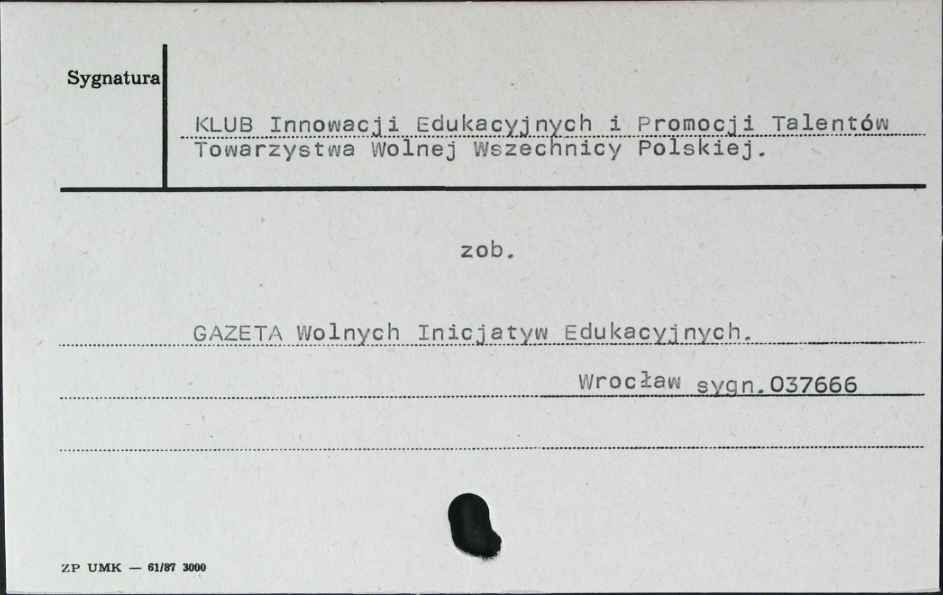 Sygnatura
KLUB Innowacji Edukacyjnych i Promocji Talentów
Towarzystwa Wolnej Wszechnicy Polskiej.
zob.
GAZETA Wolnych Inicjatyw Edukacyjnych.
Wrocław sygn.037666
ZP UMK — 61/87 3000